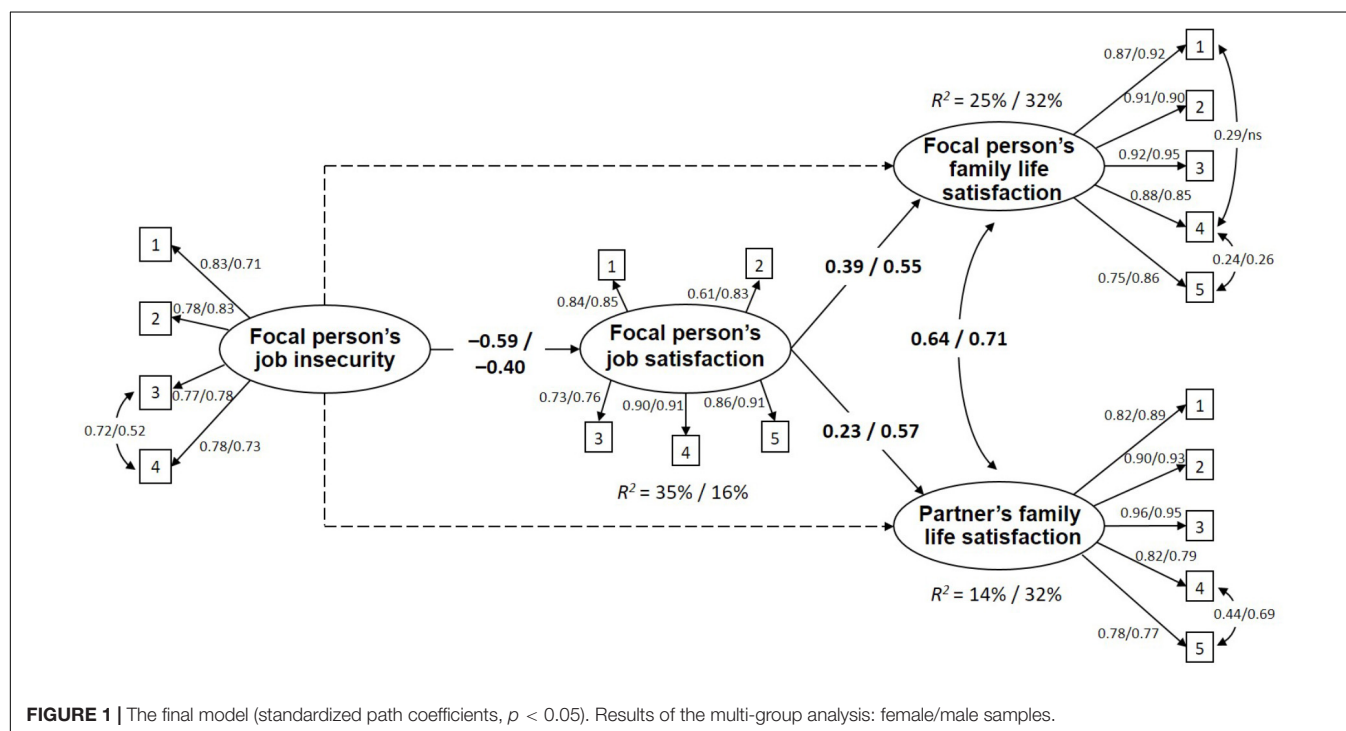 1
0.87/0.92
R² = 25% / 32%
0.91/0.90
2
0.29/ns
Focal person's
family life
satisfaction
0.92/0.95
3
0.88/0.85
4
0.24/0.26
0.75/0.86
5
1
0.83/0.71
2
0.78/0.83
Focal person's
job insecurity
3
0.77/0.78
0.72/0.52
0.78/0.73
4
−0.59 /
−0.40
1
2
0.84/0.85
0.61/0.83
Focal person's
job satisfaction
0.73/0.76
0.90/0.91
0.86/0.91
3
4
5
R² = 35% / 16%
0.39 / 0.55
0.64 / 0.71
0.23 / 0.57
1
0.82/0.89
2
0.90/0.93
Partner's family
life satisfaction
0.96/0.95
3
0.82/0.79
4
R² = 14% / 32%
0.44/0.69
0.78/0.77
5
FIGURE 1 | The final model (standardized path coefficients, p < 0.05). Results of the multi-group analysis: female/male samples.